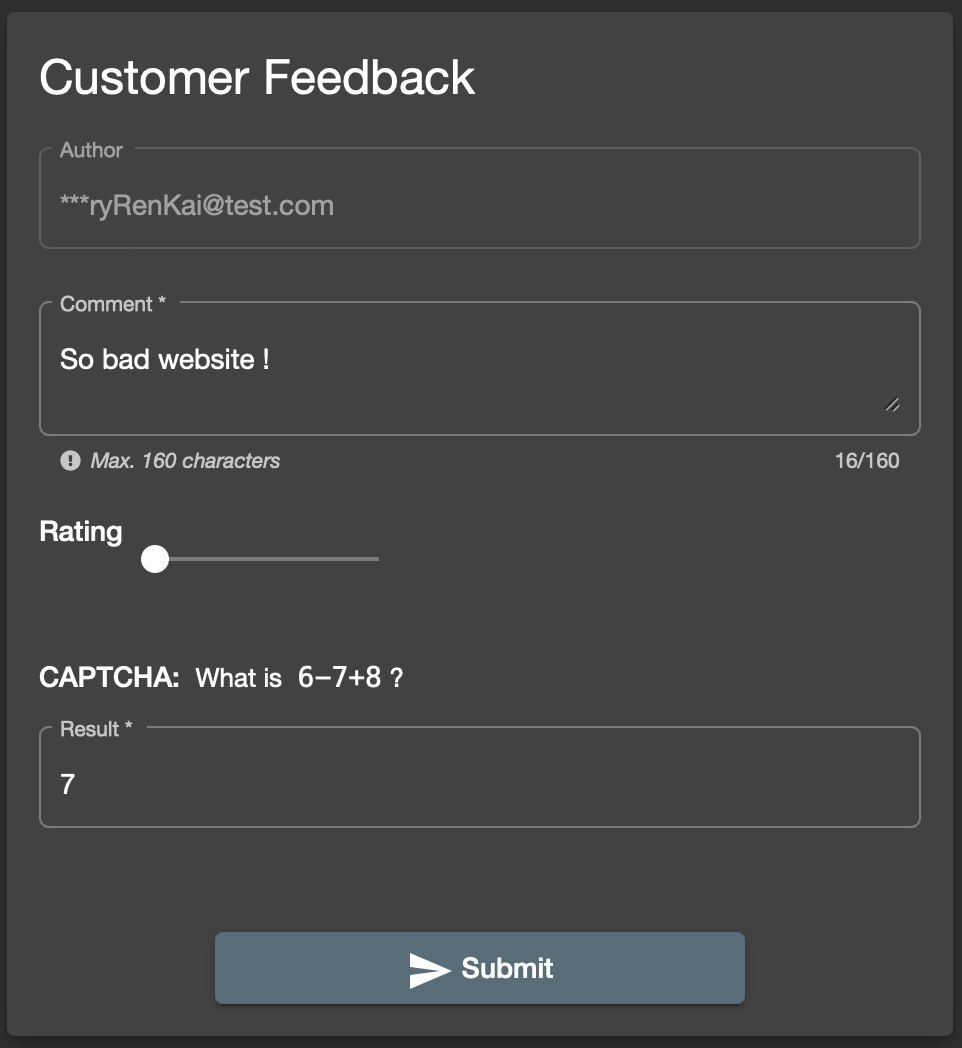 Customer Feedback
Author
***ryRenKai@test.com
Comment *
So bad website !
Max. 160 characters 16/160
Rating
CAPTCHA: What is 6−7+8 ?
Result *
7
Submit